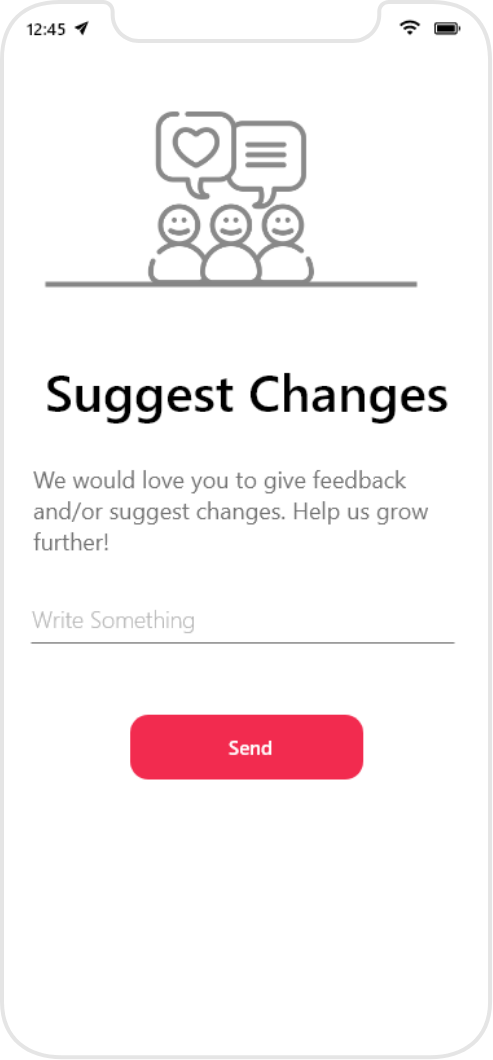 12:45
Suggest Changes
We would love you to give feedback
and/or suggest changes. Help us grow
further!
Write Something
Send